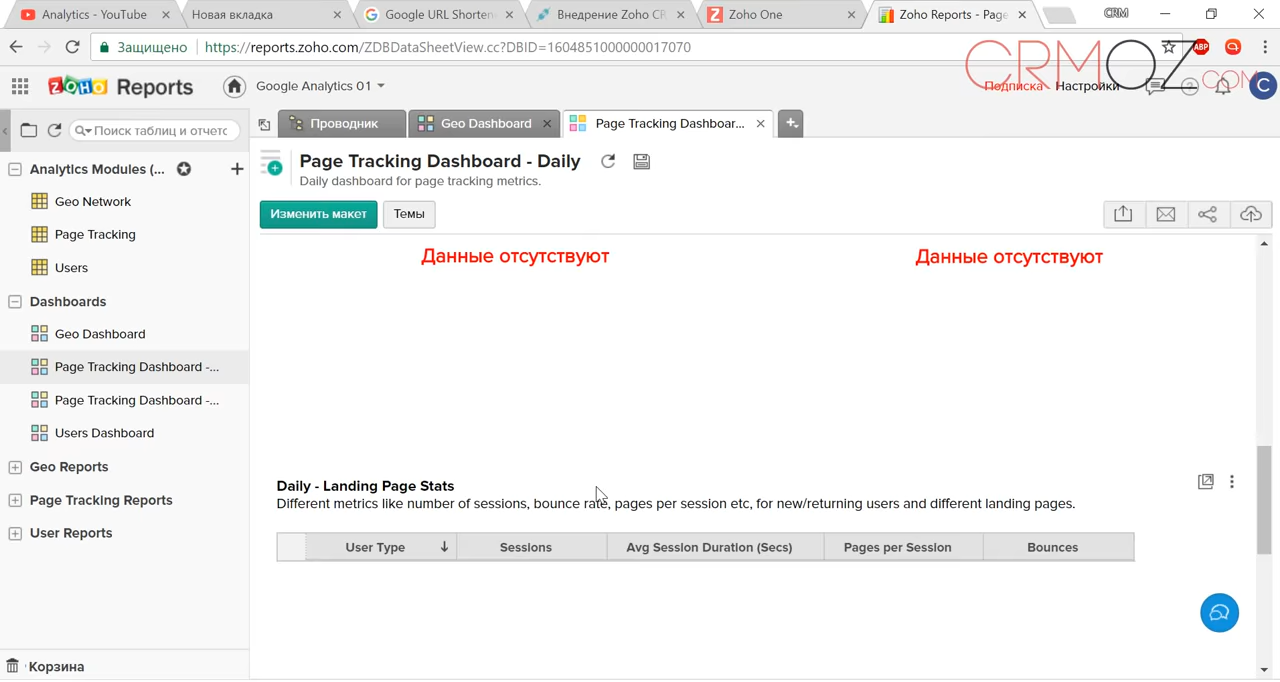 Analytics - YouTube
Новая вкладка
Google URL Shorten
Внедрение Zoho CR
Zoho One
Zoho Reports - Page
CRM
Защищено
https://reports.zoho.com/ZDBDataSheetView.cc?DBID=1604851000000017070
ABP
CRMOZ.COM
ZOHO Reports
Google Analytics 01
Подписка
Настройки
C
Поиск таблиц и отчетс
Проводник
Geo Dashboard
Page Tracking Dashboar...
Analytics Modules (...
Geo Network
Page Tracking
Users
Dashboards
Geo Dashboard
Page Tracking Dashboard -...
Page Tracking Dashboard -...
Users Dashboard
Geo Reports
Page Tracking Reports
User Reports
Корзина
Page Tracking Dashboard - Daily
Daily dashboard for page tracking metrics.
Изменить макет
Темы
Данные отсутствуют
Данные отсутствуют
Daily - Landing Page Stats
Different metrics like number of sessions, bounce rate, pages per session etc, for new/returning users and different landing pages.
User Type
Sessions
Avg Session Duration (Secs)
Pages per Session
Bounces